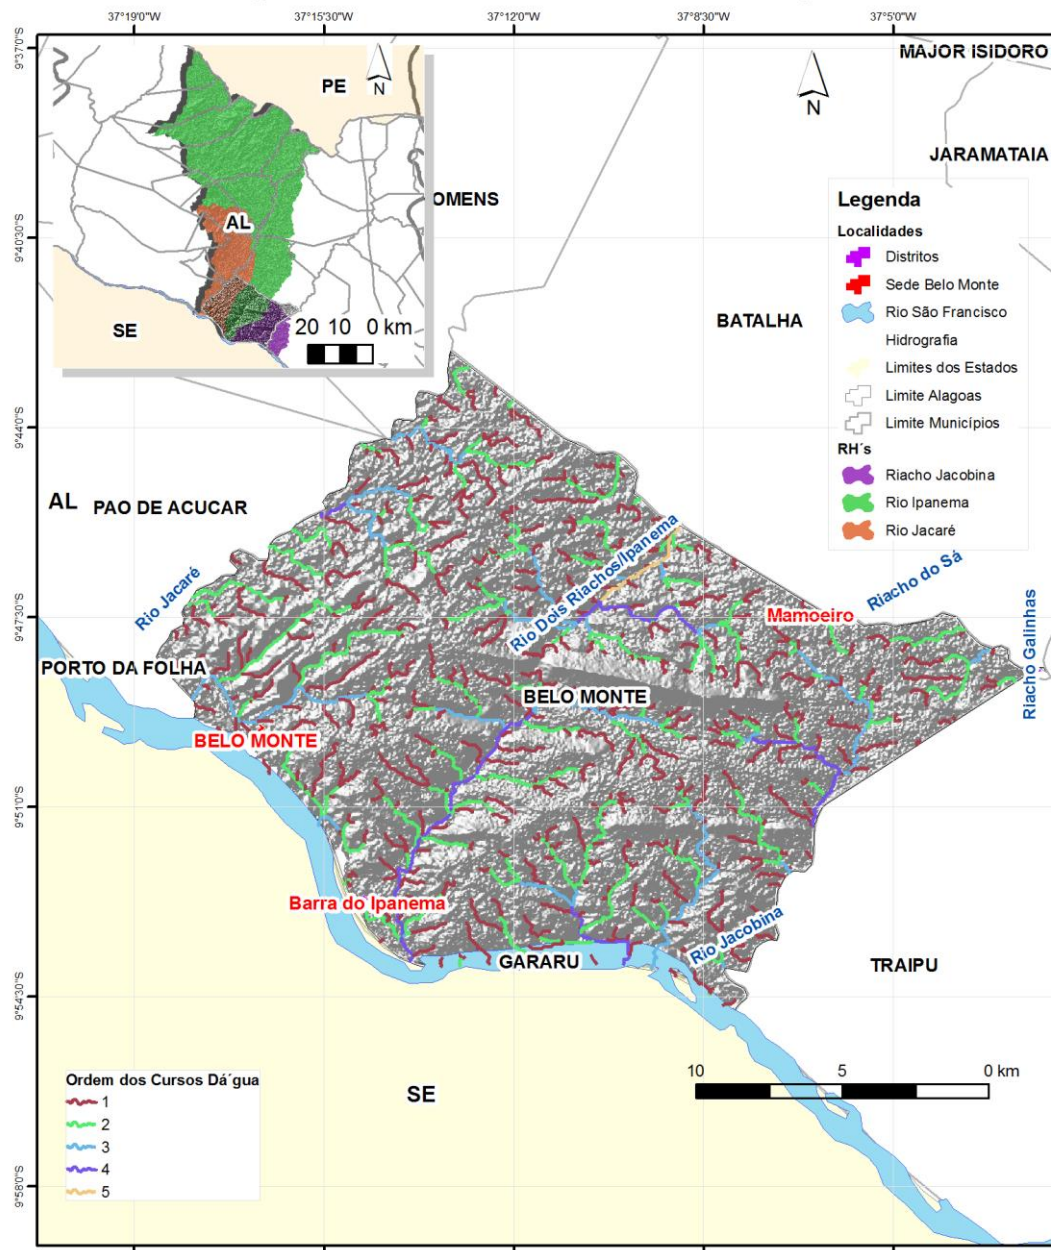 37°19'0"W
37°15'30"W
37°12'0"W
37°8'30"W
37°5'0"W
9°37'0"S
9°40'30"S
9°44'0"S
9°47'30"S
9°51'0"S
9°54'30"S
9°58'0"S
PE
N
AL
SE
20 10 0 km
N
MAJOR ISIDORO
JARAMATAIA
OMENS
BATALHA
Legenda
Localidades
Distritos
Sede Belo Monte
Rio São Francisco
Hidrografia
Limites dos Estados
Limite Alagoas
Limite Municípios
RH´s
Riacho Jacobina
Rio Ipanema
Rio Jacaré
AL
PAO DE ACUCAR
Rio Jacaré
Rio Dois Riachos/Ipanema
Riacho do Sá
Mamoeiro
Riacho Galinhas
PORTO DA FOLHA
BELO MONTE
BELO MONTE
Barra do Ipanema
Rio Jacobina
GARARU
TRAIPU
SE
10 5 0 km
Ordem dos Cursos Dá´gua
1
2
3
4
5